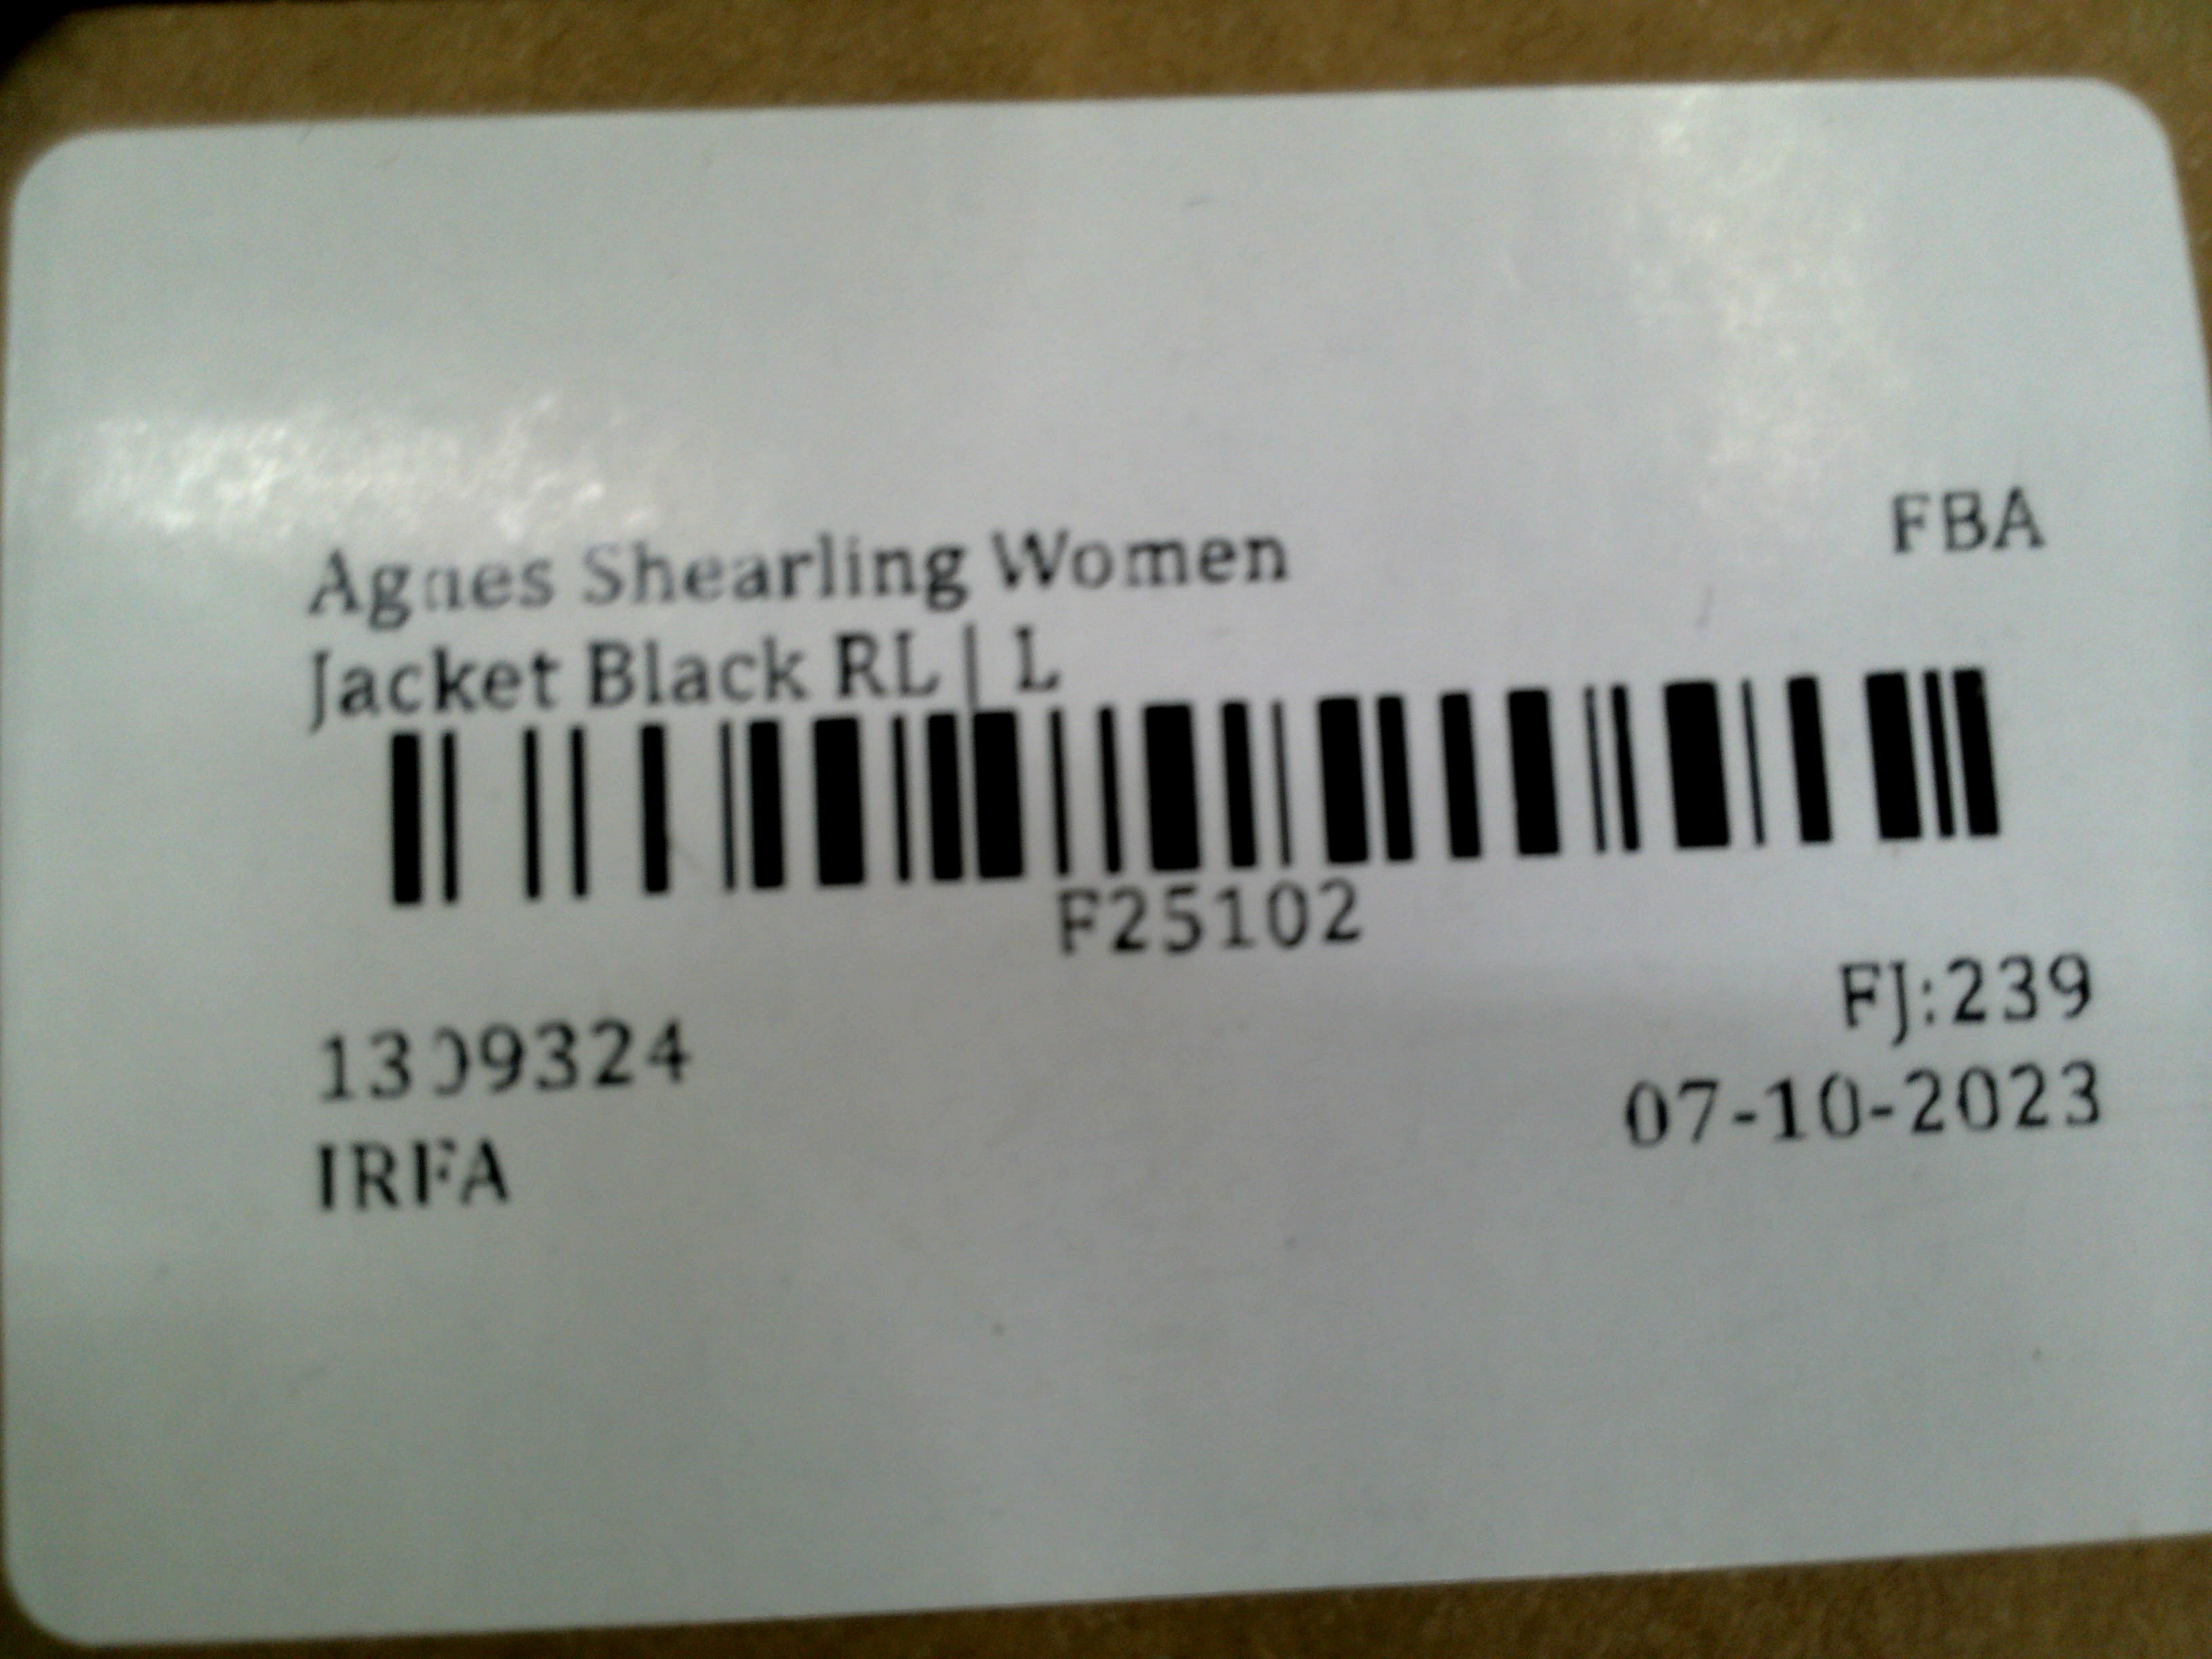 Agnes Shearling Women
FBA
Jacket Black RL | L
F25102
FJ:239
1309324
07-10-2023
IRFA